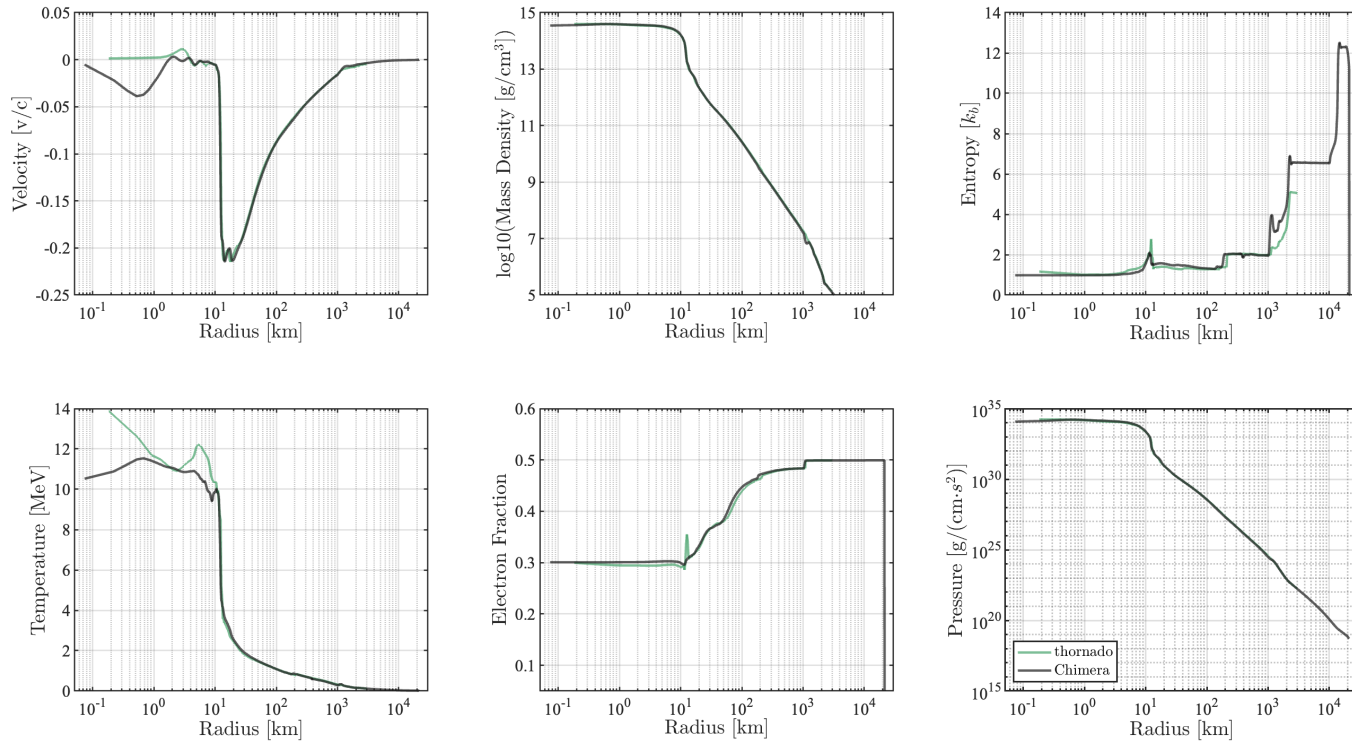 0.05
0
-0.05
-0.1
-0.15
-0.2
-0.25
Velocity [v/c]
10^-1 10^0 10^1 10^2 10^3 10^4
Radius [km]
15
13
11
9
7
5
log10(Mass Density [g/cm^3])
10^-1 10^0 10^1 10^2 10^3 10^4
Radius [km]
14
12
10
8
6
4
2
0
Entropy [k_b]
10^-1 10^0 10^1 10^2 10^3 10^4
Radius [km]
14
12
10
8
6
4
2
0
Temperature [MeV]
10^-1 10^0 10^1 10^2 10^3 10^4
Radius [km]
0.6
0.5
0.4
0.3
0.2
0.1
Electron Fraction
10^-1 10^0 10^1 10^2 10^3 10^4
Radius [km]
10^35
10^30
10^25
10^20
10^15
Pressure [g/(cm·s^2)]
thornado
Chimera
10^-1 10^0 10^1 10^2 10^3 10^4
Radius [km]